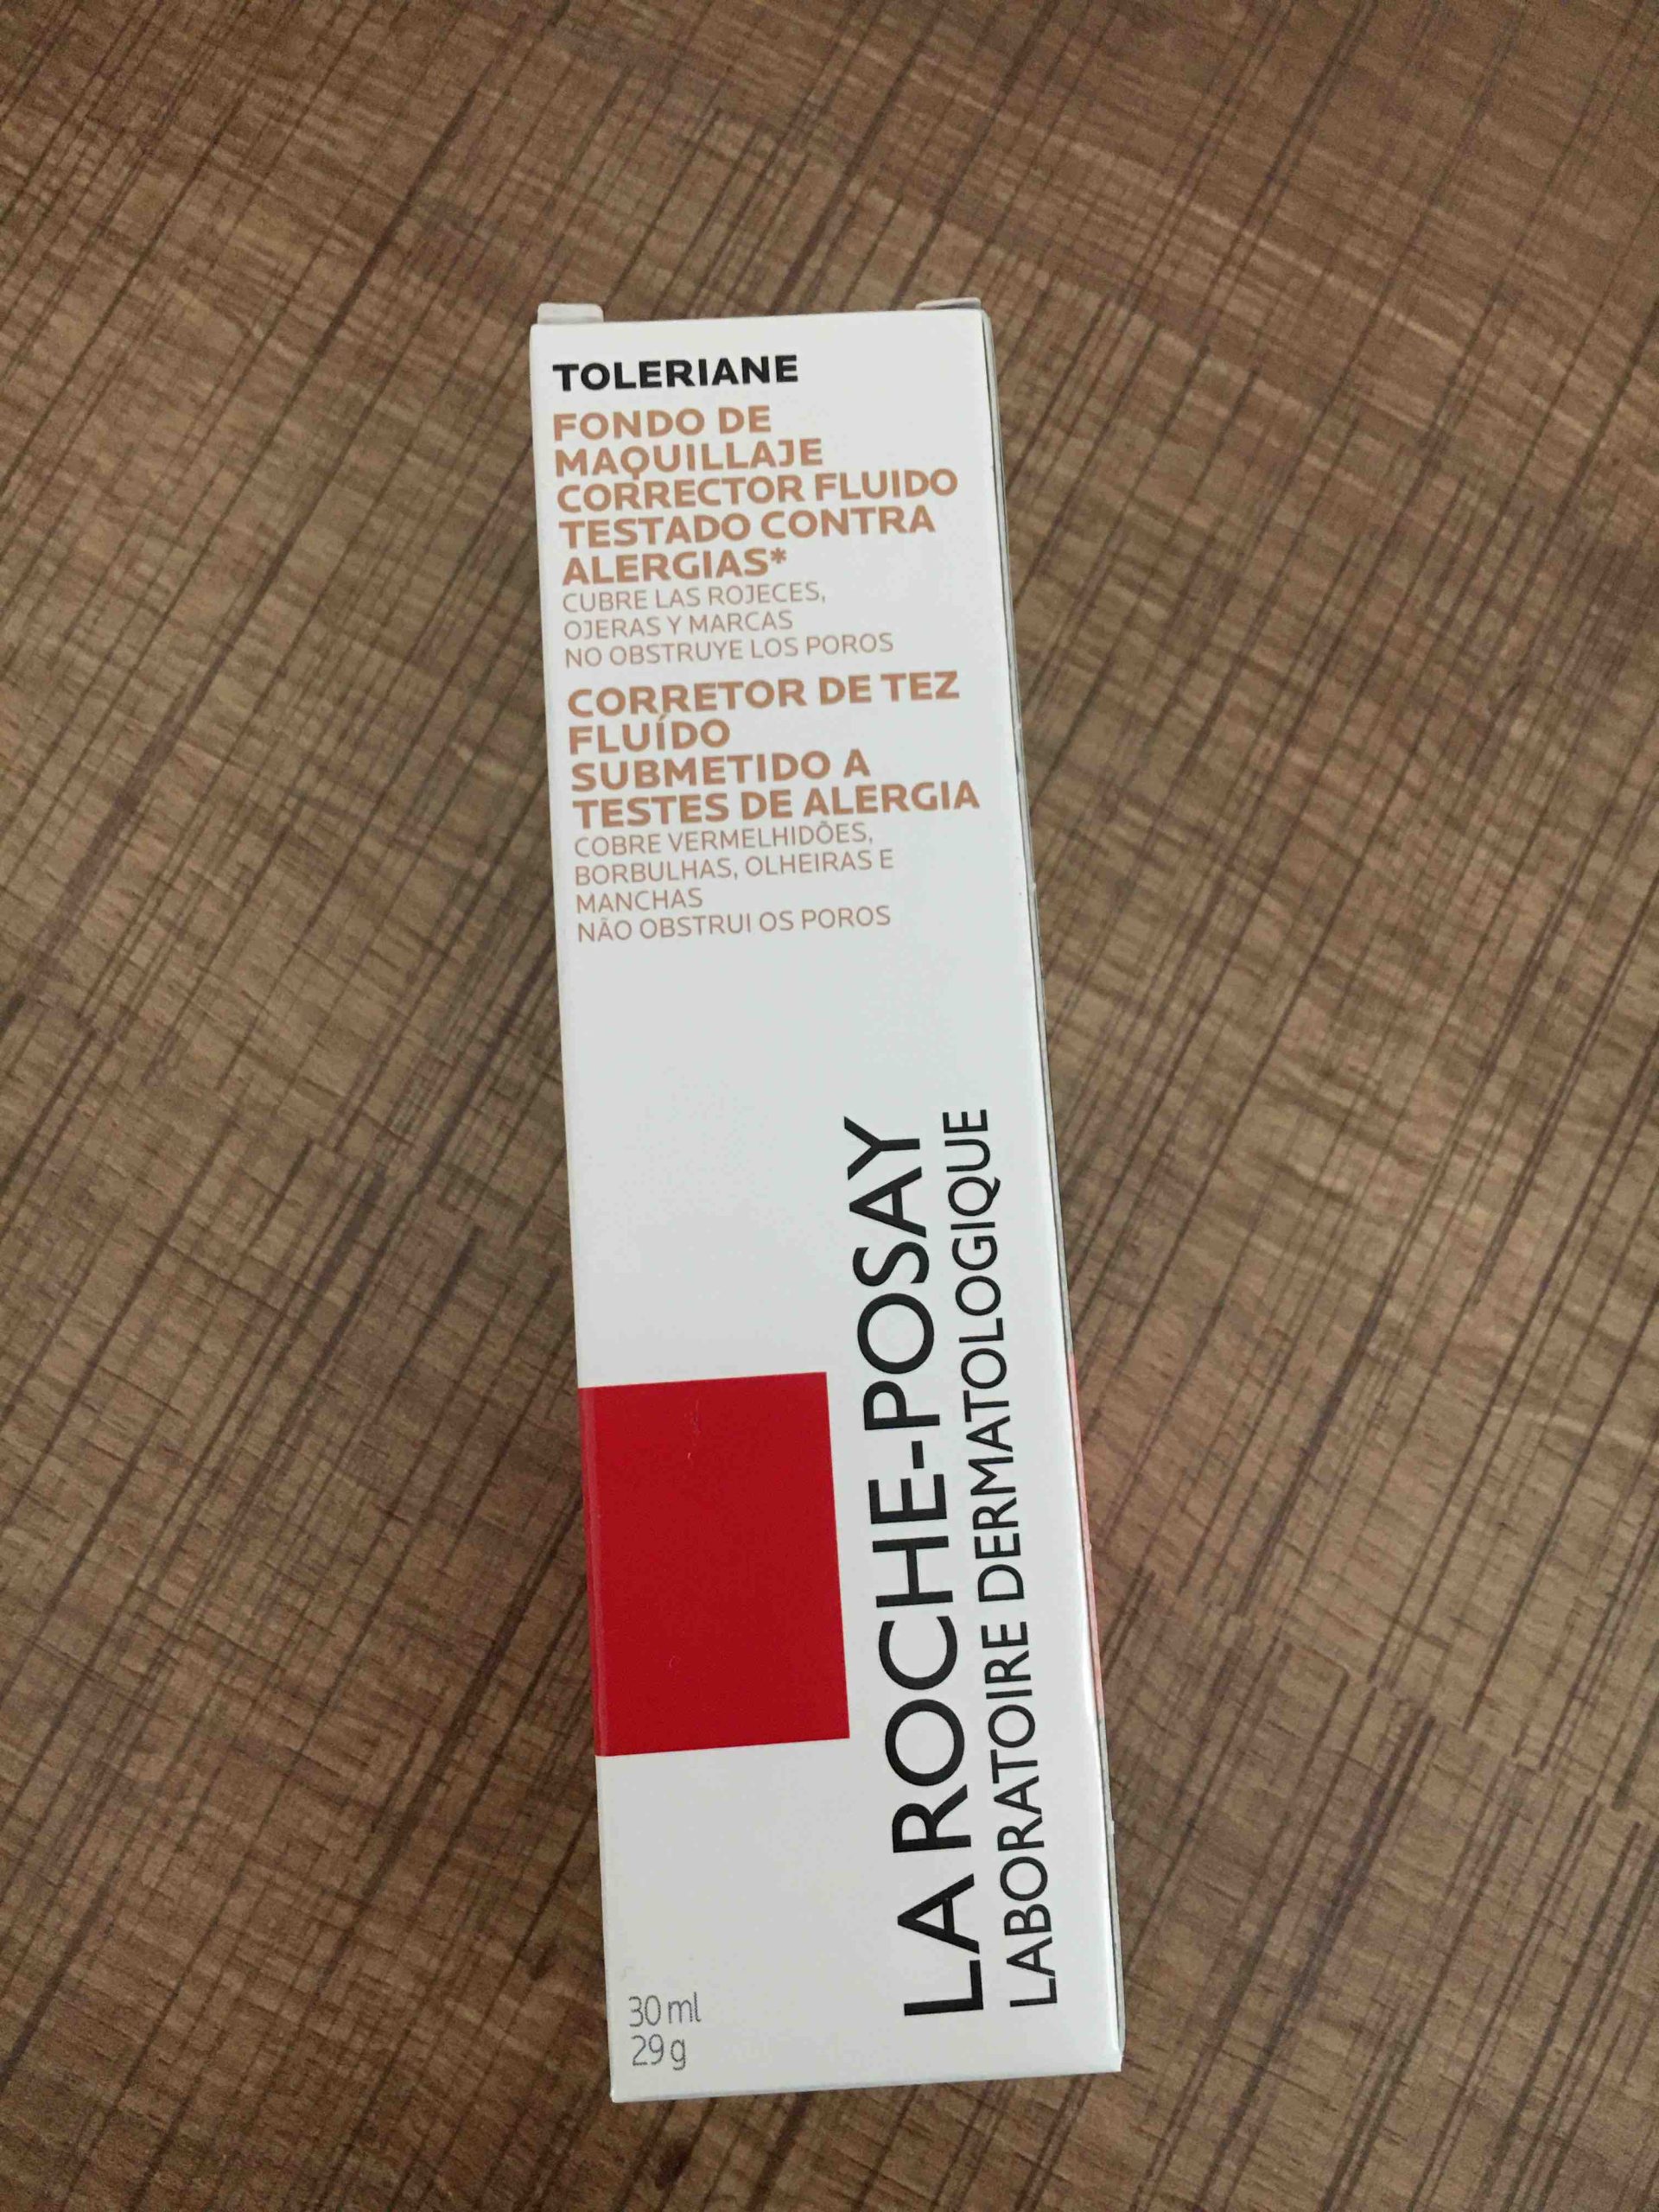 TOLERIANE
FONDO DE
MAQUILLAJE
CORRECTOR FLUIDO
TESTADO CONTRA
ALERGIAS*
CUBRE LAS ROJECES,
OJERAS Y MARCAS
NO OBSTRUYE LOS POROS
CORRETOR DE TEZ
FLUÍDO
SUBMETIDO A
TESTES DE ALERGIA
COBRE VERMELHIDÕES,
BORBULHAS, OLHEIRAS E
MANCHAS
NÃO OBSTRUI OS POROS
LA ROCHE-POSAY
LABORATOIRE DERMATOLOGIQUE
30 ml
29 g